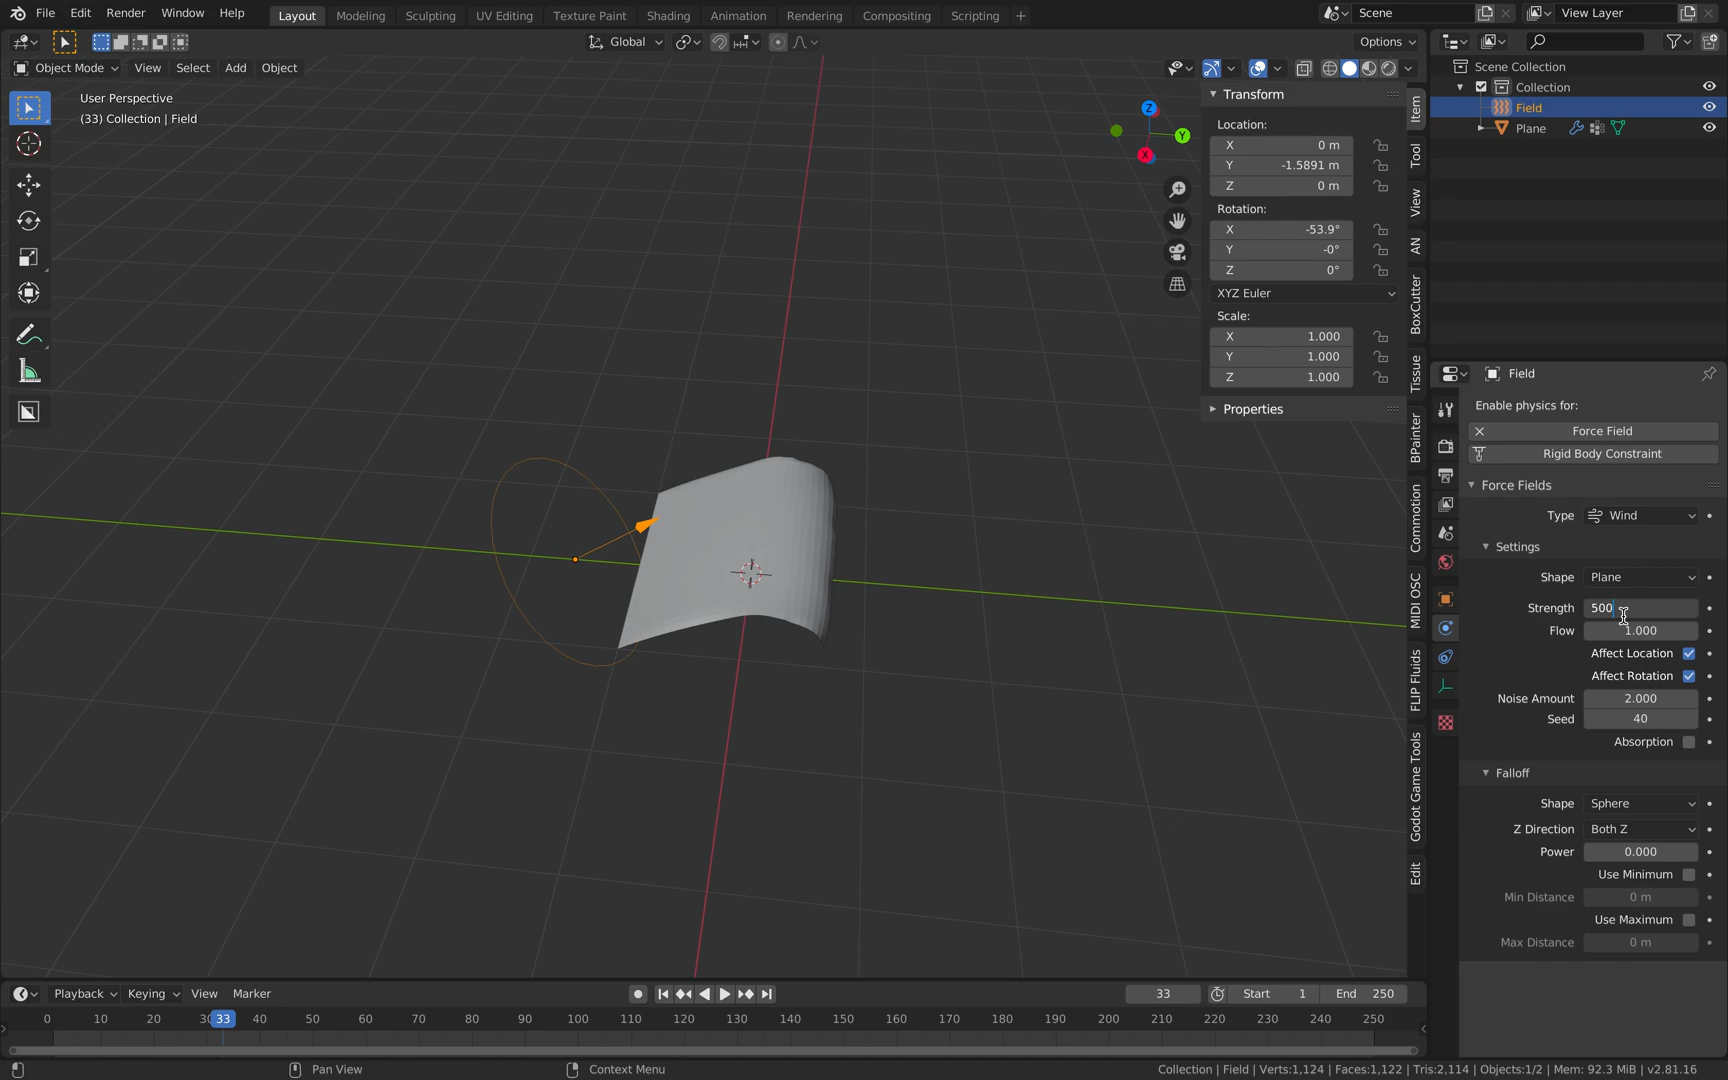 File Edit Render Window Help Layout Modeling Sculpting UV Editing Texture Paint Shading Animation Rendering Compositing Scripting + Scene View Layer
Global Options
Object Mode View Select Add Object
User Perspective
(33) Collection | Field
Z
Y
X
Transform
Location:
X 0 m
Y -1.5891 m
Z 0 m
Rotation:
X -53.9°
Y -0°
Z 0°
XYZ Euler
Scale:
X 1.000
Y 1.000
Z 1.000
Properties
Item
Tool
View
AN
BoxCutter
Tissue
BPainter
Commotion
MIDI OSC
FLIP Fluids
Godot Game Tools
Edit
Scene Collection
Collection
Field
Plane
Field
Enable physics for:
Force Field
Rigid Body Constraint
Force Fields
Type Wind
Settings
Shape Plane
Strength 500
Flow 1.000
Affect Location
Affect Rotation
Noise Amount 2.000
Seed 40
Absorption
Falloff
Shape Sphere
Z Direction Both Z
Power 0.000
Use Minimum
Min Distance 0 m
Use Maximum
Max Distance 0 m
Playback Keying View Marker 33 Start 1 End 250
0 10 20 30 33 40 50 60 70 80 90 100 110 120 130 140 150 160 170 180 190 200 210 220 230 240 250
Pan View Context Menu Collection | Field | Verts:1,124 | Faces:1,122 | Tris:2,114 | Objects:1/2 | Mem: 92.3 MiB | v2.81.16